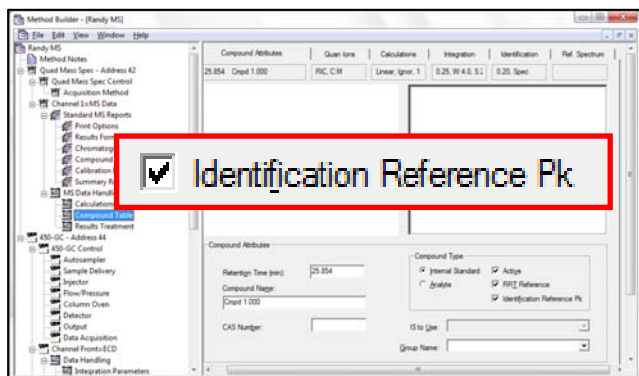 Method Builder - [Randy MS]
File Edit View Window Help
Randy MS
Method Notes
Quad Mass Spec - Address 42
Quad Mass Spec Control
Acquisition Method
Channel 1=MS Data
Standard MS Reports
Print Options
Results For
Chromatog
Compound
Calibration
Summary R
MS Data Handling
Calculations
Compound Table
Results Treatment
450-GC - Address 44
450-GC Control
Autosampler
Sample Delivery
Injector
Flow/Pressure
Column Oven
Detector
Output
Data Acquisition
Channel Front=ECD
Data Handling
Integration Parameters
Compound Attributes Quan Ions Calculations Integration Identification Ref. Spectrum
25.854 Cmpd 1.000 RIC, C:M Linear, Ignor, 1 0.25, W:4.0, S: 0.20, Spec
Identification Reference Pk
Compound Attributes
Retention Time (min): 25.854
Compound Name:
Cmpd 1.000
CAS Number:
Compound Type
Internal Standard Active
Analyte RRT Reference
Identification Reference Pk
IS to Use:
Group Name: